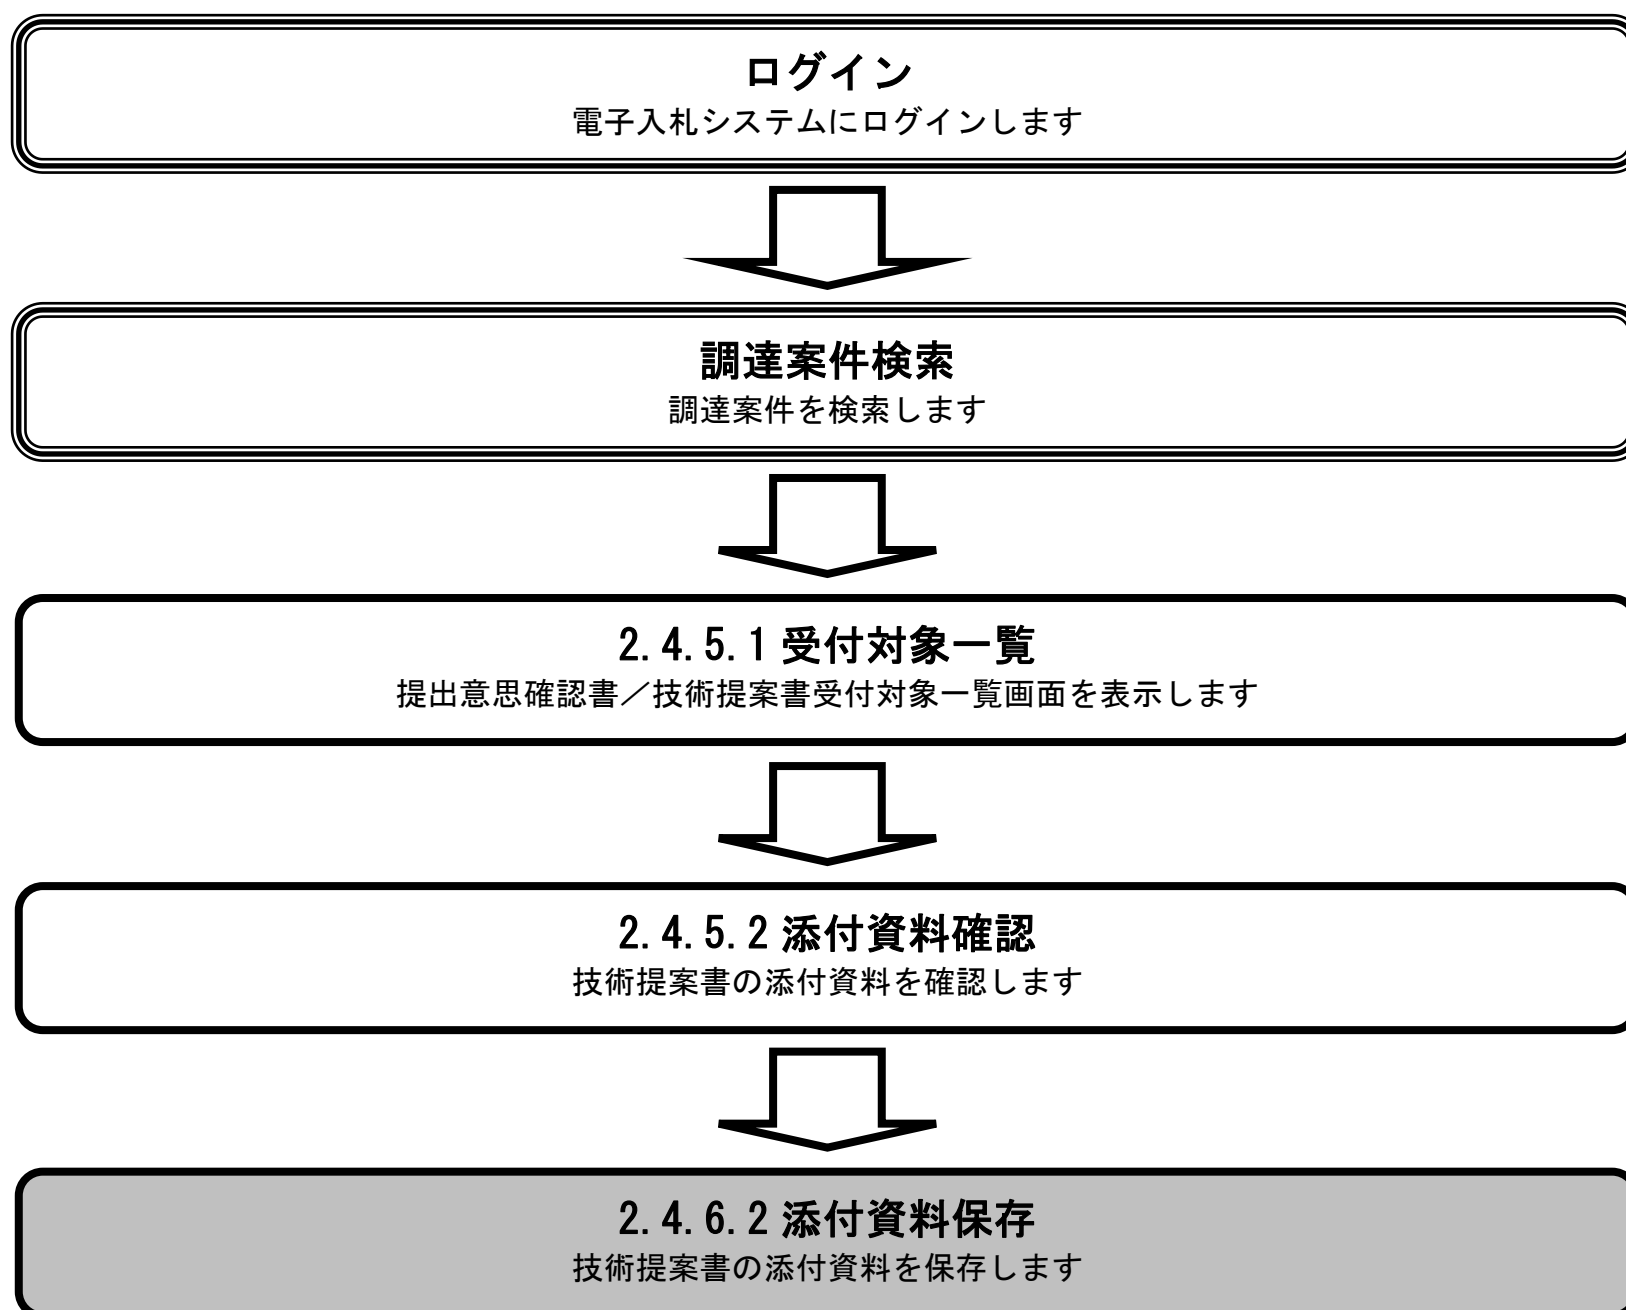 ログイン
電子入札システムにログインします
調達案件検索
調達案件を検索します
2.4.5.1 受付対象一覧
提出意思確認書／技術提案書受付対象一覧画面を表示します
2.4.5.2 添付資料確認
技術提案書の添付資料を確認します
2.4.6.2 添付資料保存
技術提案書の添付資料を保存します